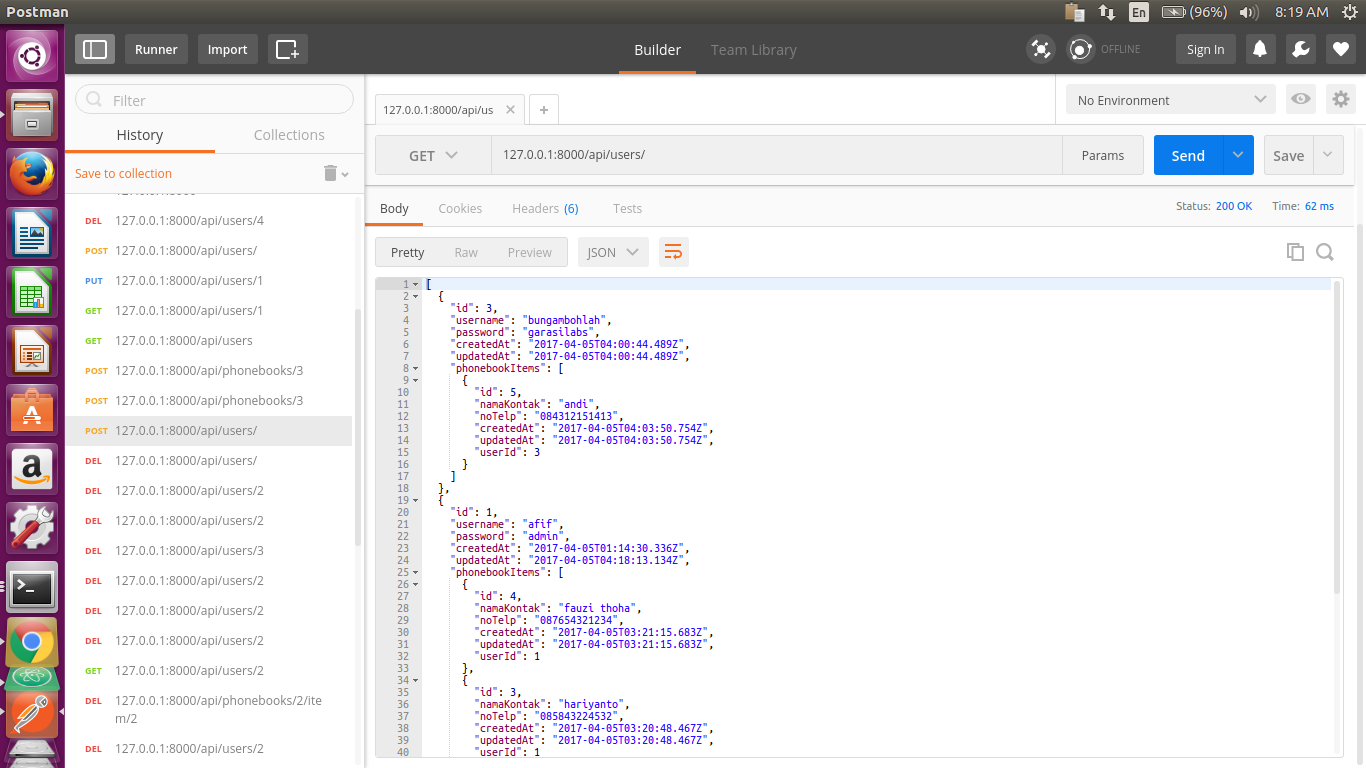 Postman
En
(96%)
8:19 AM
Runner
Import
Builder
Team Library
OFFLINE
Sign In
Filter
History
Collections
Save to collection
DEL 127.0.0.1:8000/api/users/4
POST 127.0.0.1:8000/api/users/
PUT 127.0.0.1:8000/api/users/1
GET 127.0.0.1:8000/api/users/1
GET 127.0.0.1:8000/api/users
POST 127.0.0.1:8000/api/phonebooks/3
POST 127.0.0.1:8000/api/phonebooks/3
POST 127.0.0.1:8000/api/users/
DEL 127.0.0.1:8000/api/users/
DEL 127.0.0.1:8000/api/users/2
DEL 127.0.0.1:8000/api/users/2
DEL 127.0.0.1:8000/api/users/3
DEL 127.0.0.1:8000/api/users/2
DEL 127.0.0.1:8000/api/users/2
DEL 127.0.0.1:8000/api/users/2
GET 127.0.0.1:8000/api/users/2
DEL 127.0.0.1:8000/api/phonebooks/2/ite
m/2
DEL 127.0.0.1:8000/api/users/2
127.0.0.1:8000/api/us
No Environment
GET
127.0.0.1:8000/api/users/
Params
Send
Save
Body
Cookies
Headers (6)
Tests
Status: 200 OK
Time: 62 ms
Pretty
Raw
Preview
JSON
1 [
2 {
3 "id": 3,
4 "username": "bungambohlah",
5 "password": "garasilabs",
6 "createdAt": "2017-04-05T04:00:44.489Z",
7 "updatedAt": "2017-04-05T04:00:44.489Z",
8 "phonebookItems": [
9 {
10 "id": 5,
11 "namaKontak": "andi",
12 "noTelp": "084312151413",
13 "createdAt": "2017-04-05T04:03:50.754Z",
14 "updatedAt": "2017-04-05T04:03:50.754Z",
15 "userId": 3
16 }
17 ]
18 },
19 {
20 "id": 1,
21 "username": "afif",
22 "password": "admin",
23 "createdAt": "2017-04-05T01:14:30.336Z",
24 "updatedAt": "2017-04-05T04:18:13.134Z",
25 "phonebookItems": [
26 {
27 "id": 4,
28 "namaKontak": "fauzi thoha",
29 "noTelp": "087654321234",
30 "createdAt": "2017-04-05T03:21:15.683Z",
31 "updatedAt": "2017-04-05T03:21:15.683Z",
32 "userId": 1
33 },
34 {
35 "id": 3,
36 "namaKontak": "hariyanto",
37 "noTelp": "085843224532",
38 "createdAt": "2017-04-05T03:20:48.467Z",
39 "updatedAt": "2017-04-05T03:20:48.467Z",
40 "userId": 1